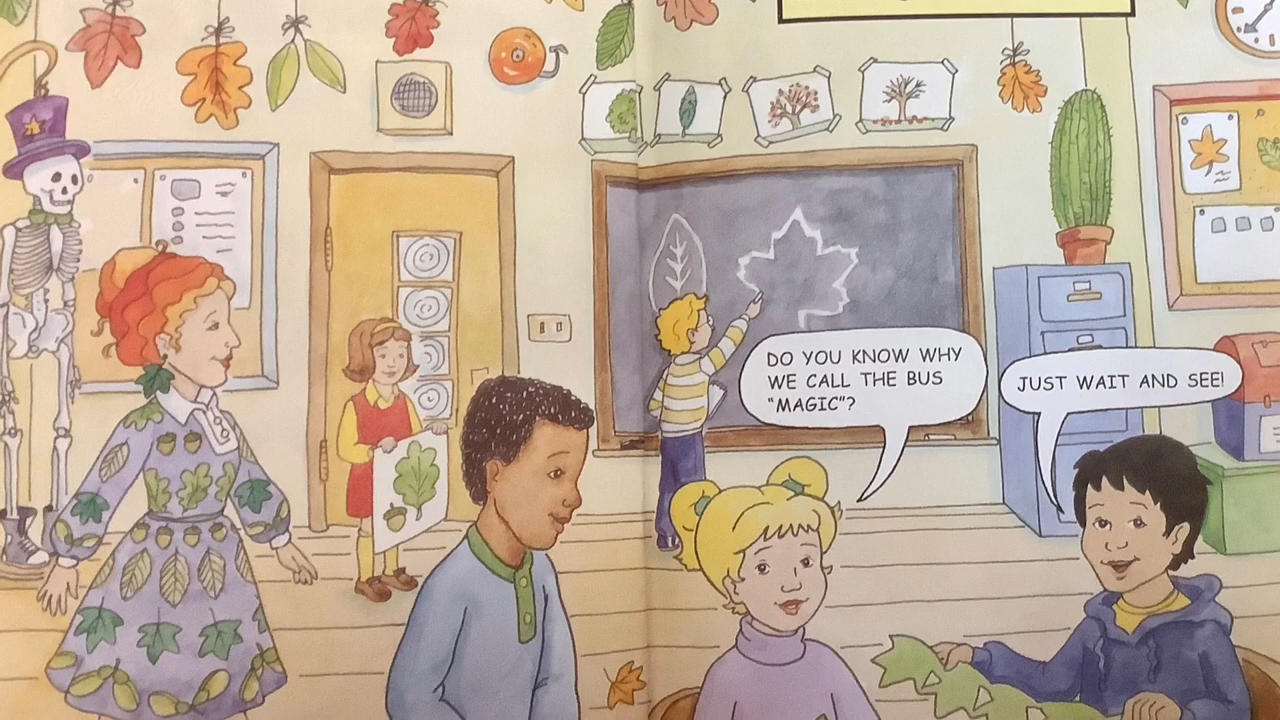 DO YOU KNOW WHY
WE CALL THE BUS
"MAGIC"?
JUST WAIT AND SEE!